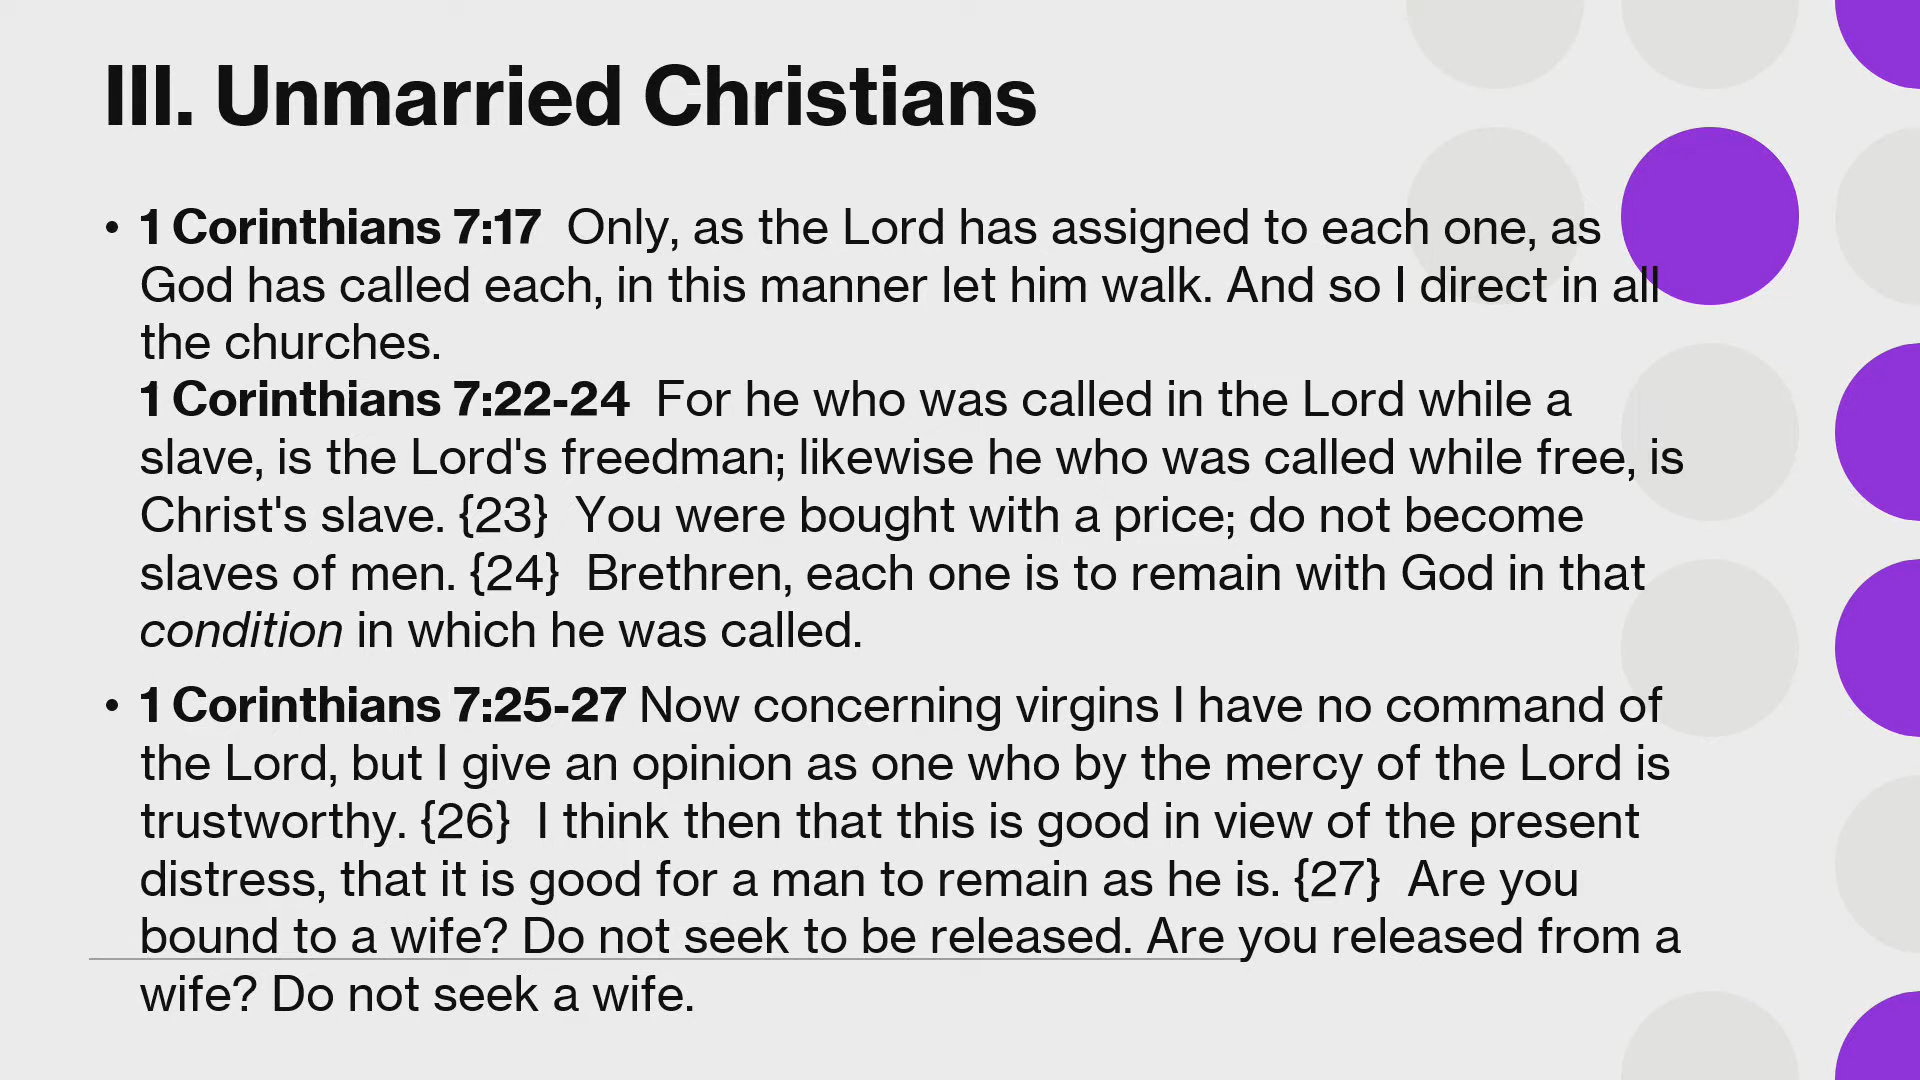 III. Unmarried Christians
• 1 Corinthians 7:17  Only, as the Lord has assigned to each one, as
God has called each, in this manner let him walk. And so I direct in all
the churches.
1 Corinthians 7:22-24  For he who was called in the Lord while a
slave, is the Lord's freedman; likewise he who was called while free, is
Christ's slave. {23}  You were bought with a price; do not become
slaves of men. {24}  Brethren, each one is to remain with God in that
condition in which he was called.
• 1 Corinthians 7:25-27 Now concerning virgins I have no command of
the Lord, but I give an opinion as one who by the mercy of the Lord is
trustworthy. {26}  I think then that this is good in view of the present
distress, that it is good for a man to remain as he is. {27}  Are you
bound to a wife? Do not seek to be released. Are you released from a
wife? Do not seek a wife.